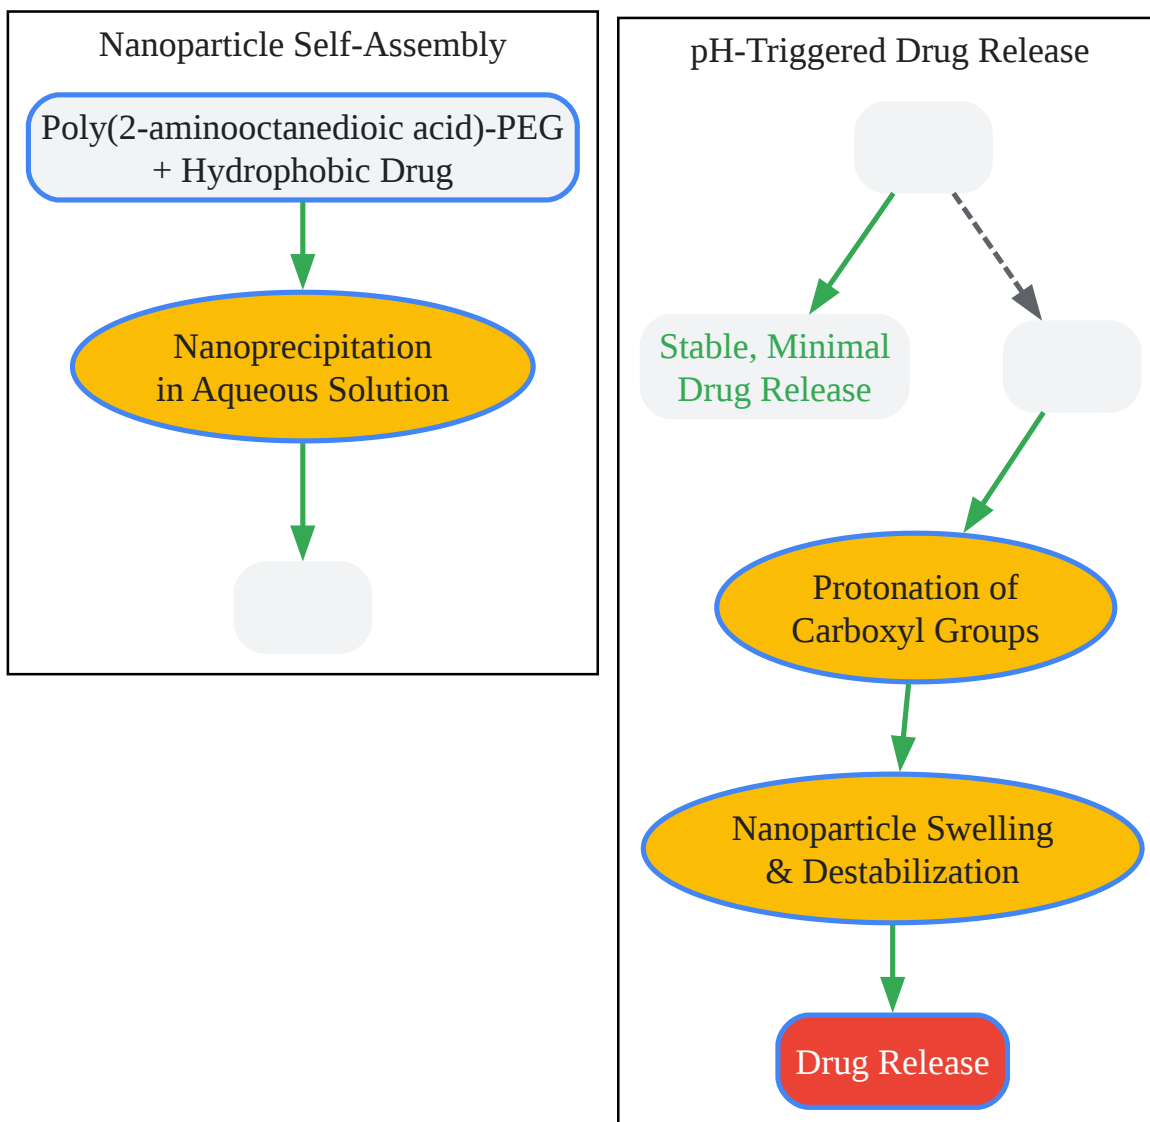 Nanoparticle Self-Assembly
Poly(2-aminooctanedioic acid)-PEG
+ Hydrophobic Drug
Nanoprecipitation
in Aqueous Solution
pH-Triggered Drug Release
Stable, Minimal
Drug Release
Protonation of
Carboxyl Groups
Nanoparticle Swelling
& Destabilization
Drug Release